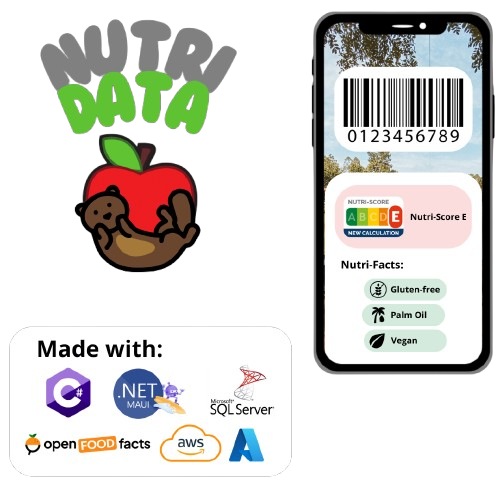 NUTRI
DATA
0123456789
NUTRI-SCORE
A B C D E
NEW CALCULATION
Nutri-Score E
Nutri-Facts:
Gluten-free
Palm Oil
Vegan
Made with:
C#
.NET
MAUI
Microsoft
SQL Server
open FOOD facts
aws